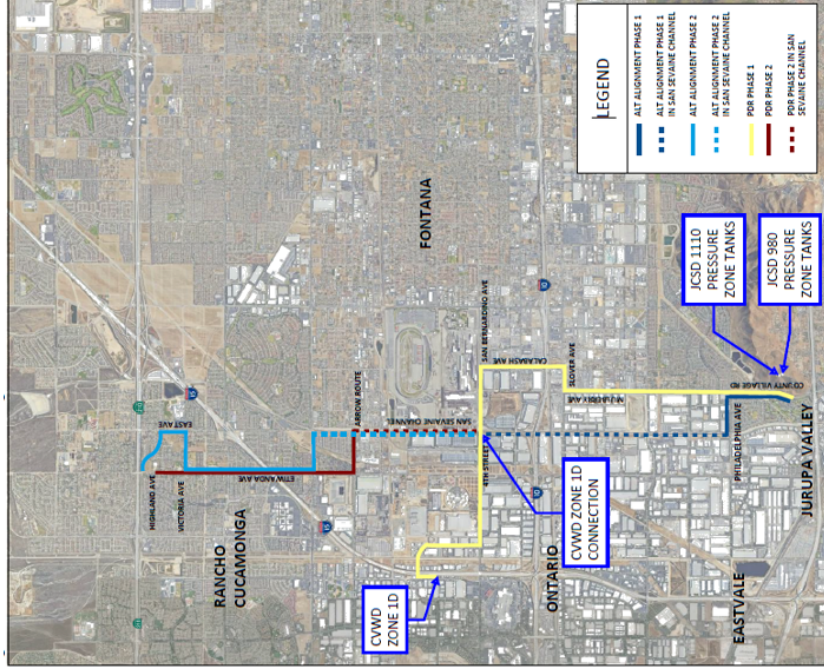 LEGEND
ALT ALIGNMENT PHASE 1
ALT ALIGNMENT PHASE 1
IN SAN SEVAINE CHANNEL
ALT ALIGNMENT PHASE 2
ALT ALIGNMENT PHASE 2
IN SAN SEVAINE CHANNEL
PDR PHASE 1
PDR PHASE 2
PDR PHASE 2 IN SAN
SEVAINE CHANNEL
HIGHLAND AVE
EAST AVE
VICTORIA AVE
ETIWANDA AVE
15
RANCHO
CUCAMONGA
15
ARROW ROUTE
FONTANA
SAN SEVAINE CHANNEL
CVWD
ZONE 1D
4TH STREET
SAN BERNARDINO AVE
CALABASH AVE
10
10
CVWD ZONE 1D
CONNECTION
ONTARIO
SLOVER AVE
MULBERRY AVE
JCSD 1110
PRESSURE
ZONE TANKS
JCSD 980
PRESSURE
ZONE TANKS
COUNTY VILLAGE RD
PHILADELPHIA AVE
EASTVALE
JURUPA VALLEY